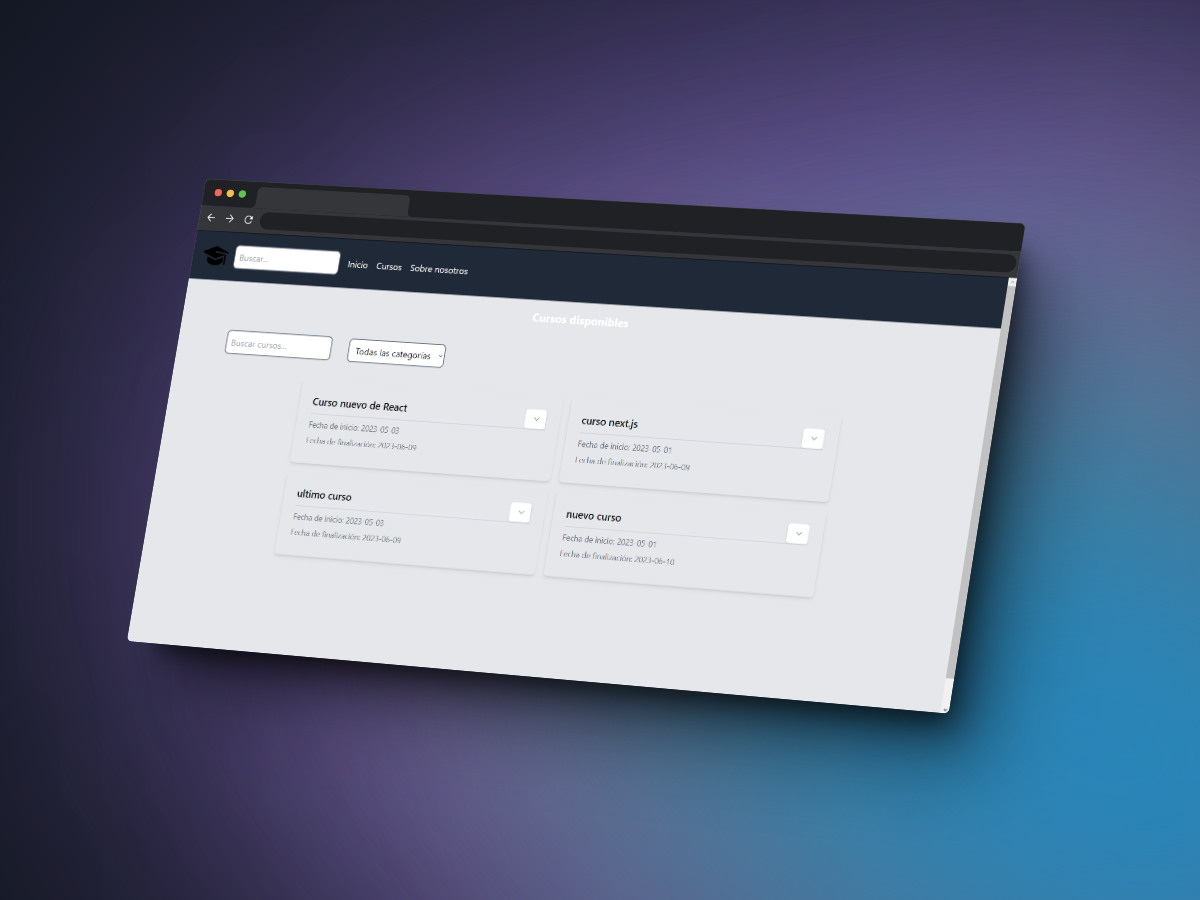 Buscar...
Inicio Cursos Sobre nosotros
Cursos disponibles
Buscar cursos...
Todas las categorías
Curso nuevo de React
Fecha de inicio: 2023-05-03
Fecha de finalización: 2023-06-09
curso next.js
Fecha de inicio: 2023-05-01
Fecha de finalización: 2023-06-09
ultimo curso
Fecha de inicio: 2023-05-03
Fecha de finalización: 2023-06-09
nuevo curso
Fecha de inicio: 2023-05-01
Fecha de finalización: 2023-06-10